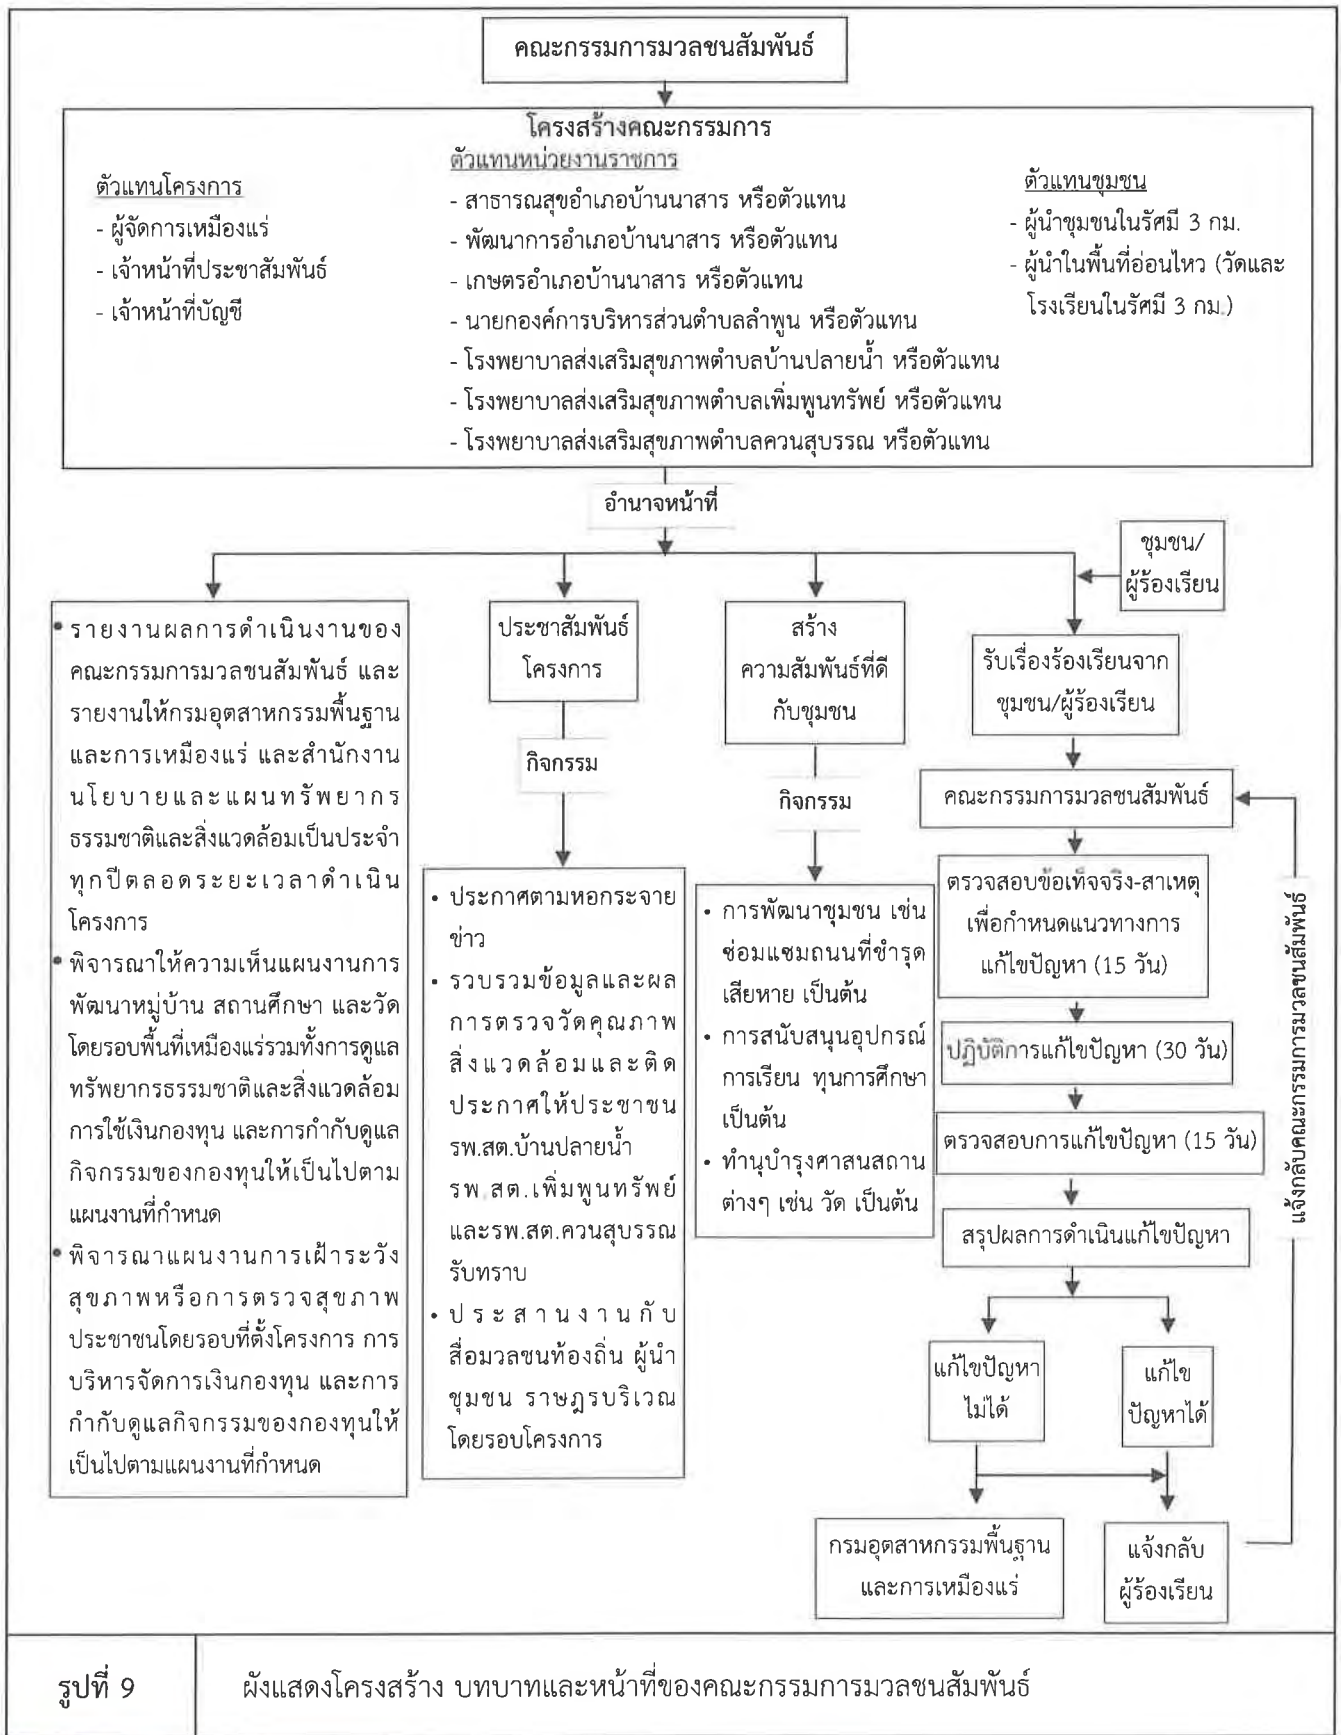 คณะกรรมการมวลชนสัมพันธ์
โครงสร้างคณะกรรมการ
ตัวแทนโครงการ
- ผู้จัดการเหมืองแร่
- เจ้าหน้าที่ประชาสัมพันธ์
- เจ้าหน้าที่บัญชี
ตัวแทนหน่วยงานราชการ
- สาธารณสุขอำเภอบ้านนาสาร หรือตัวแทน
- พัฒนาการอำเภอบ้านนาสาร หรือตัวแทน
- เกษตรอำเภอบ้านนาสาร หรือตัวแทน
- นายกองค์การบริหารส่วนตำบลลำพูน หรือตัวแทน
- โรงพยาบาลส่งเสริมสุขภาพตำบลบ้านปลายน้ำ หรือตัวแทน
- โรงพยาบาลส่งเสริมสุขภาพตำบลเพิ่มพูนทรัพย์ หรือตัวแทน
- โรงพยาบาลส่งเสริมสุขภาพตำบลควนสุบรรณ หรือตัวแทน
ตัวแทนชุมชน
- ผู้นำชุมชนในรัศมี 3 กม.
- ผู้นำในพื้นที่อ่อนไหว (วัดและ
โรงเรียนในรัศมี 3 กม.)
อำนาจหน้าที่
• รายงานผลการดำเนินงานของ
คณะกรรมการมวลชนสัมพันธ์ และ
รายงานให้กรมอุตสาหกรรมพื้นฐาน
และการเหมืองแร่ และสำนักงาน
นโยบายและแผนทรัพยากร
ธรรมชาติและสิ่งแวดล้อมเป็นประจำ
ทุกปีตลอดระยะเวลาดำเนิน
โครงการ
• พิจารณาให้ความเห็นแผนงานการ
พัฒนาหมู่บ้าน สถานศึกษา และวัด
โดยรอบพื้นที่เหมืองแร่รวมทั้งการดูแล
ทรัพยากรธรรมชาติและสิ่งแวดล้อม
การใช้เงินกองทุน และการกำกับดูแล
กิจกรรมของกองทุนให้เป็นไปตาม
แผนงานที่กำหนด
• พิจารณาแผนงานการเฝ้าระวัง
สุขภาพหรือการตรวจสุขภาพ
ประชาชนโดยรอบที่ตั้งโครงการ การ
บริหารจัดการเงินกองทุน และการ
กำกับดูแลกิจกรรมของกองทุนให้
เป็นไปตามแผนงานที่กำหนด
ประชาสัมพันธ์
โครงการ
กิจกรรม
• ประกาศตามหอกระจาย
ข่าว
• รวบรวมข้อมูลและผล
การตรวจวัดคุณภาพ
สิ่งแวดล้อมและติด
ประกาศให้ประชาชน
รพ.สต.บ้านปลายน้ำ
รพ.สต.เพิ่มพูนทรัพย์
และรพ.สต.ควนสุบรรณ
รับทราบ
• ประสานงานกับ
สื่อมวลชนท้องถิ่น ผู้นำ
ชุมชน ราษฎรบริเวณ
โดยรอบโครงการ
สร้าง
ความสัมพันธ์ที่ดี
กับชุมชน
กิจกรรม
• การพัฒนาชุมชน เช่น
ซ่อมแซมถนนที่ชำรุด
เสียหาย เป็นต้น
• การสนับสนุนอุปกรณ์
การเรียน ทุนการศึกษา
เป็นต้น
• ทำนุบำรุงศาสนสถาน
ต่างๆ เช่น วัด เป็นต้น
ชุมชน/
ผู้ร้องเรียน
รับเรื่องร้องเรียนจาก
ชุมชน/ผู้ร้องเรียน
คณะกรรมการมวลชนสัมพันธ์
ตรวจสอบข้อเท็จจริง-สาเหตุ
เพื่อกำหนดแนวทางการ
แก้ไขปัญหา (15 วัน)
ปฏิบัติการแก้ไขปัญหา (30 วัน)
ตรวจสอบการแก้ไขปัญหา (15 วัน)
สรุปผลการดำเนินแก้ไขปัญหา
แก้ไขปัญหา
ไม่ได้
แก้ไข
ปัญหาได้
กรมอุตสาหกรรมพื้นฐาน
และการเหมืองแร่
แจ้งกลับ
ผู้ร้องเรียน
แจ้งกลับคณะกรรมการมวลชนสัมพันธ์
รูปที่ 9
ผังแสดงโครงสร้าง บทบาทและหน้าที่ของคณะกรรมการมวลชนสัมพันธ์